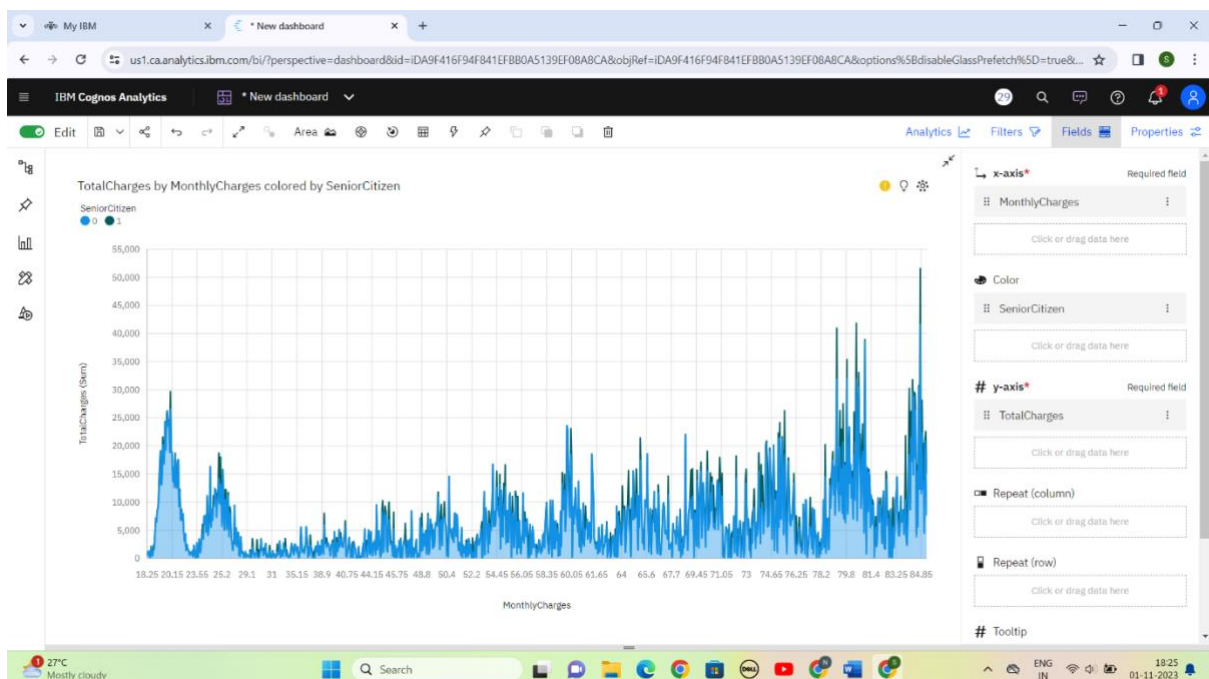 My IBM
* New dashboard
us1.ca.analytics.ibm.com/bi/?perspective=dashboard&id=iDA9F416F94F841EFBB0A5139EF08A8CA&objRef=iDA9F416F94F841EFBB0A5139EF08A8CA&options%5BdisableGlassPrefetch%5D=true&...
S
IBM Cognos Analytics
* New dashboard
29
1
Edit
Area
Analytics
Filters
Fields
Properties
TotalCharges by MonthlyCharges colored by SeniorCitizen
SeniorCitizen
0 1
55,000
50,000
45,000
40,000
35,000
30,000
25,000
20,000
15,000
10,000
5,000
0
TotalCharges (Sum)
18.25 20.15 23.55 25.2 29.1 31 35.15 38.9 40.75 44.15 45.75 48.8 50.4 52.2 54.45 56.05 58.35 60.05 61.65 64 65.6 67.7 69.45 71.05 73 74.65 76.25 78.2 79.8 81.4 83.25 84.85
MonthlyCharges
x-axis* Required field
MonthlyCharges
Click or drag data here
Color
SeniorCitizen
Click or drag data here
# y-axis* Required field
TotalCharges
Click or drag data here
Repeat (column)
Click or drag data here
Repeat (row)
Click or drag data here
# Tooltip
1
27°C
Mostly cloudy
Search
DELL
ENG
IN
18:25
01-11-2023